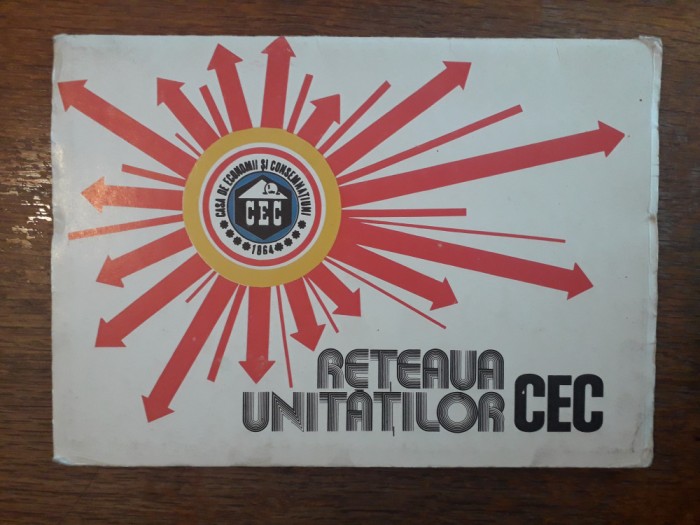 CASA DE ECONOMII ȘI CONSEMNAȚIUNI
CEC
1864
REȚEAUA
UNITĂȚILOR CEC